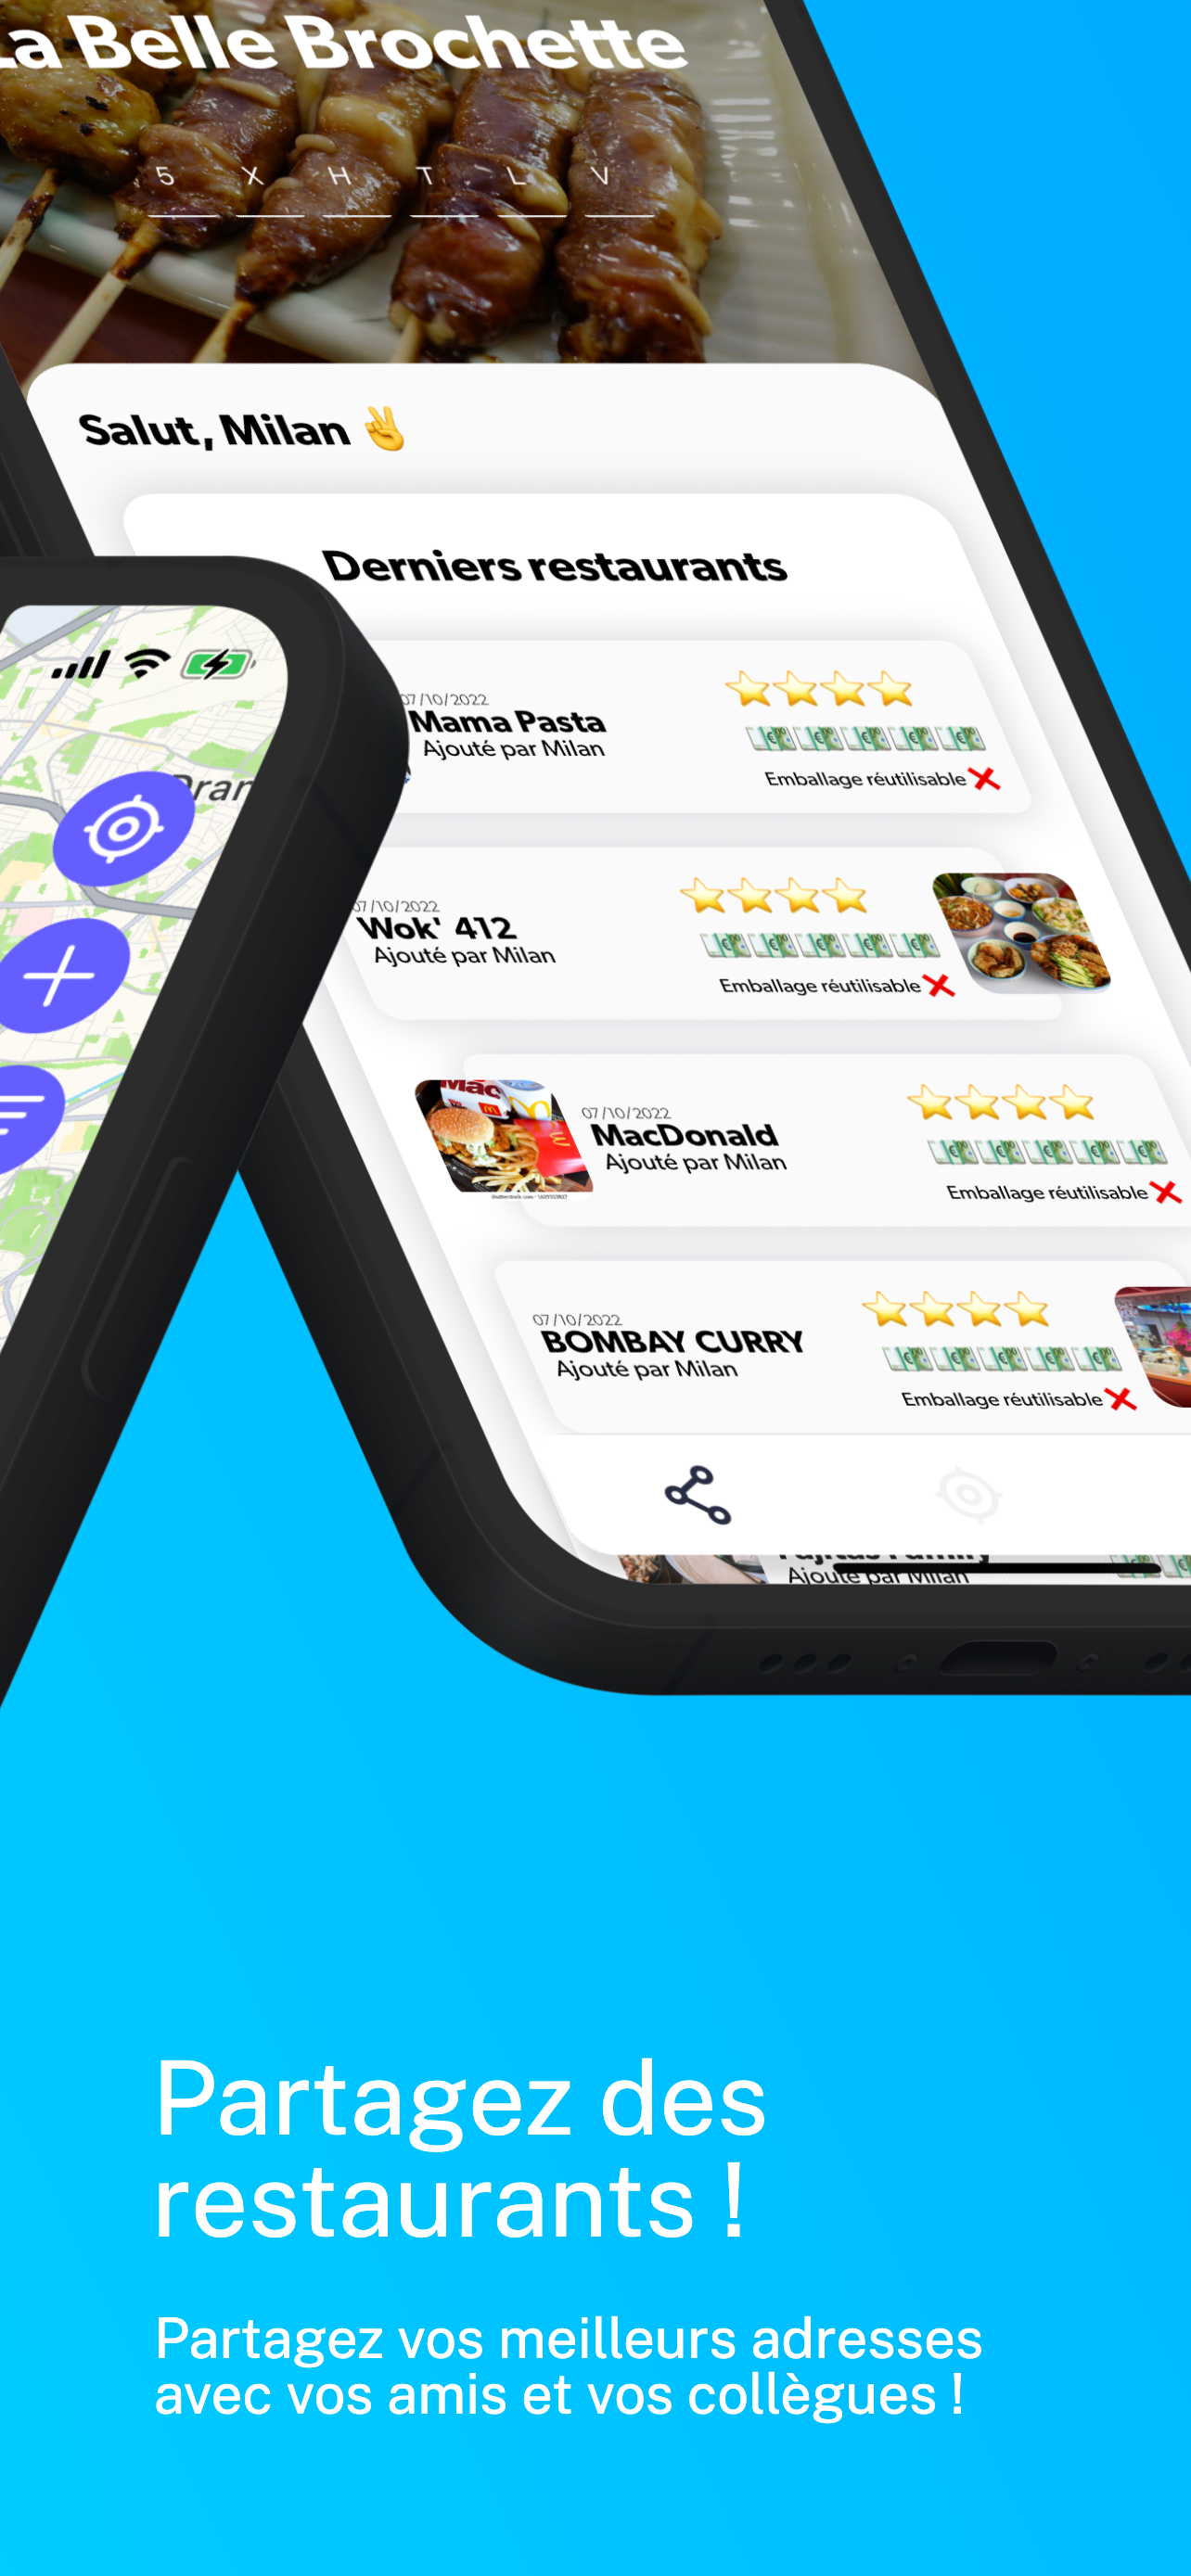 La Belle Brochette
5 X H T L V
Salut, Milan ✌️
Derniers restaurants
07/10/2022
Mama Pasta
Ajouté par Milan
Emballage réutilisable ❌
07/10/2022
Wok' 412
Ajouté par Milan
Emballage réutilisable ❌
07/10/2022
MacDonald
Ajouté par Milan
Emballage réutilisable ❌
07/10/2022
BOMBAY CURRY
Ajouté par Milan
Emballage réutilisable ❌
Fajitas Family
Ajouté par Milan
Partagez des
restaurants !
Partagez vos meilleurs adresses
avec vos amis et vos collègues !